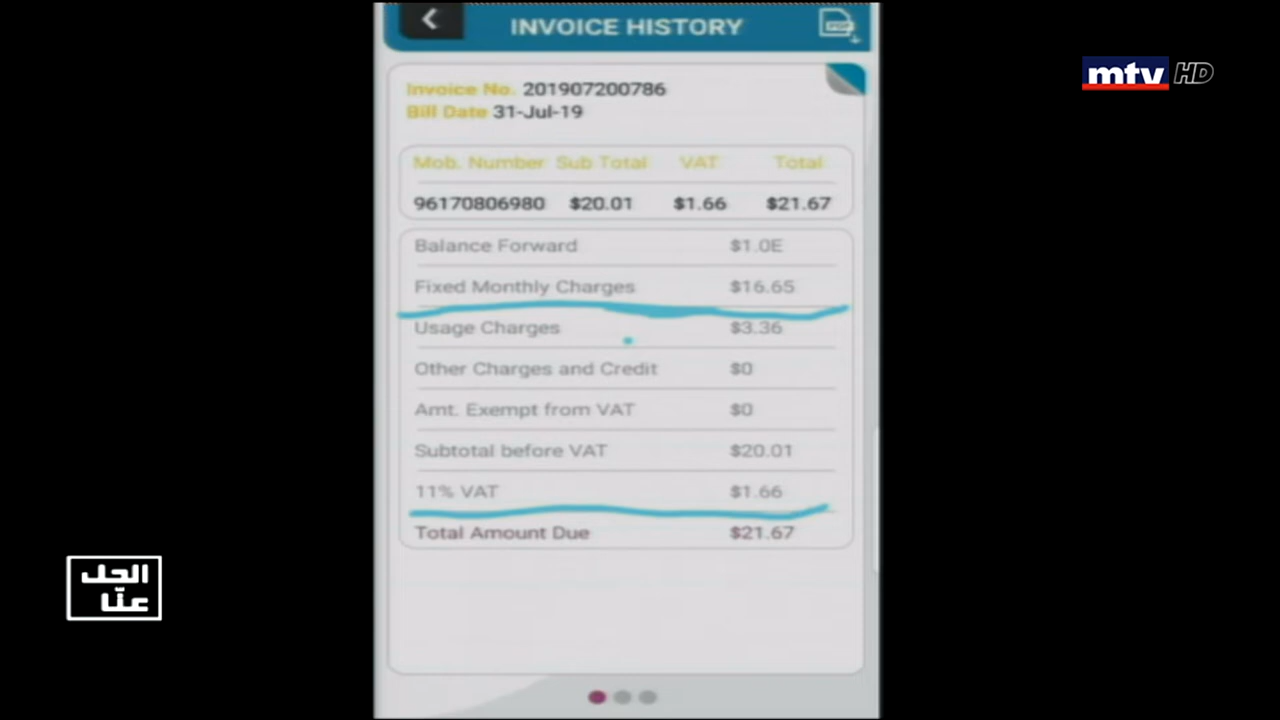 INVOICE HISTORY
PDF
mtv HD
Invoice No. 201907200786
Bill Date 31-Jul-19
Mob. Number Sub Total VAT Total
96170806980 $20.01 $1.66 $21.67
Balance Forward $1.0E
Fixed Monthly Charges $16.65
Usage Charges $3.36
Other Charges and Credit $0
Amt. Exempt from VAT $0
Subtotal before VAT $20.01
11% VAT $1.66
Total Amount Due $21.67
الحل
عنّا